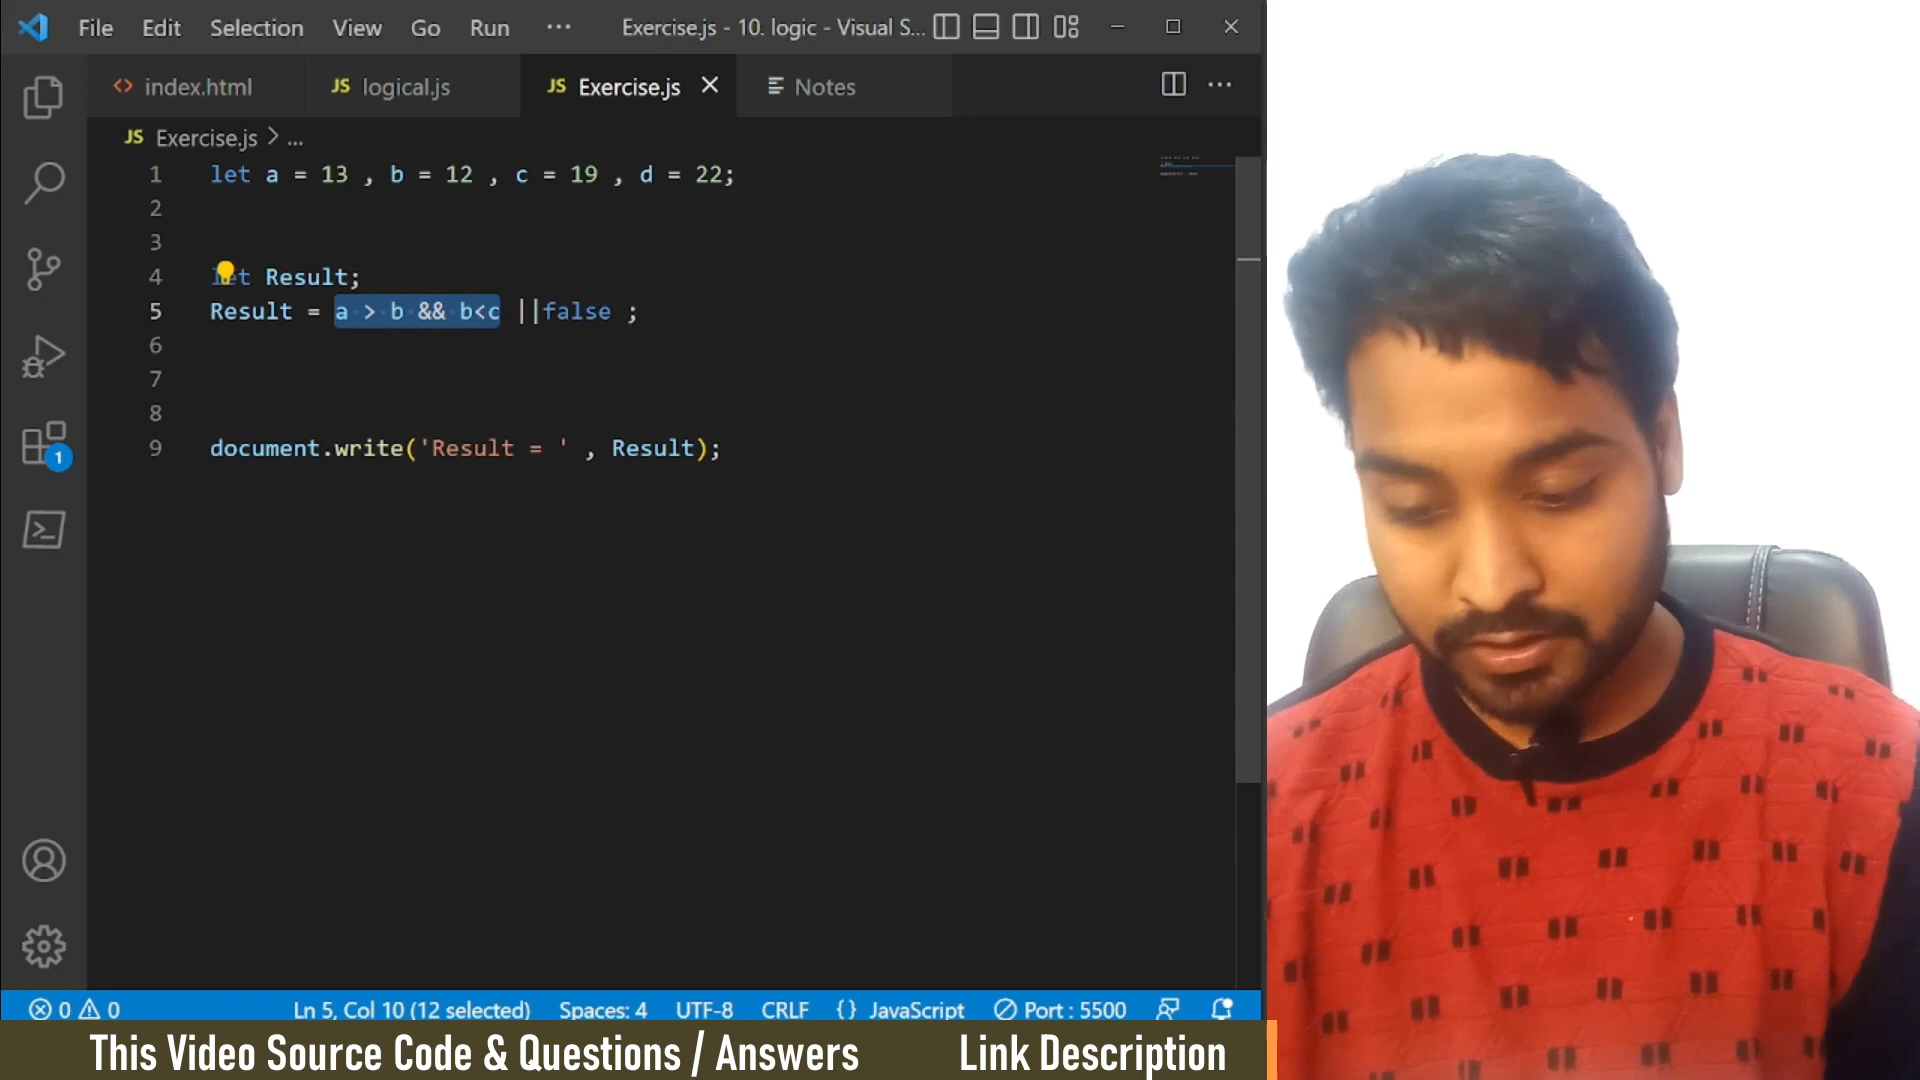 File Edit Selection View Go Run ··· Exercise.js - 10. logic - Visual S...
index.html JS logical.js JS Exercise.js Notes ···
JS Exercise.js > ...
1 let a = 13 , b = 12 , c = 19 , d = 22;
2
3
4 let Result;
5 Result = a > b && b<c ||false ;
6
7
8
9 document.write('Result = ' , Result);
1
0 0 Ln 5, Col 10 (12 selected) Spaces: 4 UTF-8 CRLF {} JavaScript Port : 5500
This Video Source Code & Questions / Answers Link Description